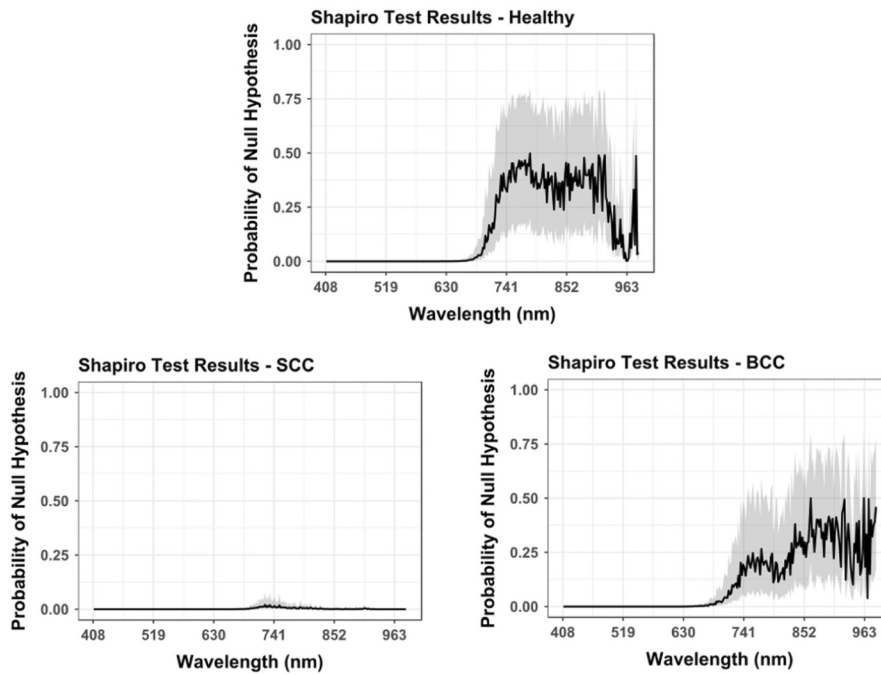 Shapiro Test Results - Healthy
Probability of Null Hypothesis
1.00
0.75
0.50
0.25
0.00
408 519 630 741 852 963
Wavelength (nm)
Shapiro Test Results - SCC
Probability of Null Hypothesis
1.00
0.75
0.50
0.25
0.00
408 519 630 741 852 963
Wavelength (nm)
Shapiro Test Results - BCC
Probability of Null Hypothesis
1.00
0.75
0.50
0.25
0.00
408 519 630 741 852 963
Wavelength (nm)